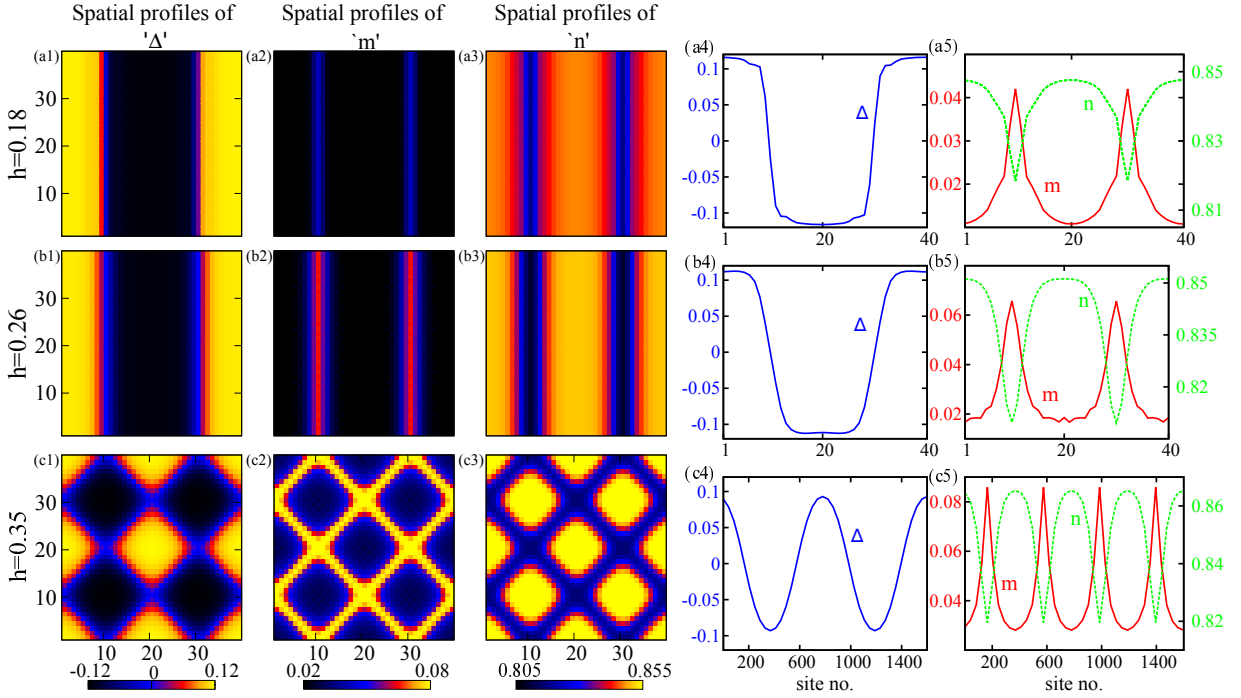 Spatial profiles of 'Δ'
Spatial profiles of `m'
Spatial profiles of `n'
h=0.18
(a1)
40
30
20
10
(a2)
(a3)
(a4)
0.1
0.05
0
-0.05
-0.1
Δ
1 20 40
(a5)
0.04
0.03
0.02
n
m
0.85
0.83
0.81
1 20 40
h=0.26
(b1)
40
30
20
10
(b2)
(b3)
(b4)
0.1
0.05
0
-0.05
-0.1
Δ
1 20 40
(b5)
0.06
0.04
0.02
n
m
0.85
0.835
0.82
1 20 40
h=0.35
(c1)
30
20
10
10 20 30
-0.12 0 0.12
(c2)
10 20 30
0.02 0.08
(c3)
10 20 30
0.805 0.855
(c4)
0.1
0.05
0
-0.05
-0.1
Δ
200 600 1000 1400
site no.
(c5)
0.08
0.06
0.04
n
m
0.86
0.84
0.82
200 600 1000 1400
site no.